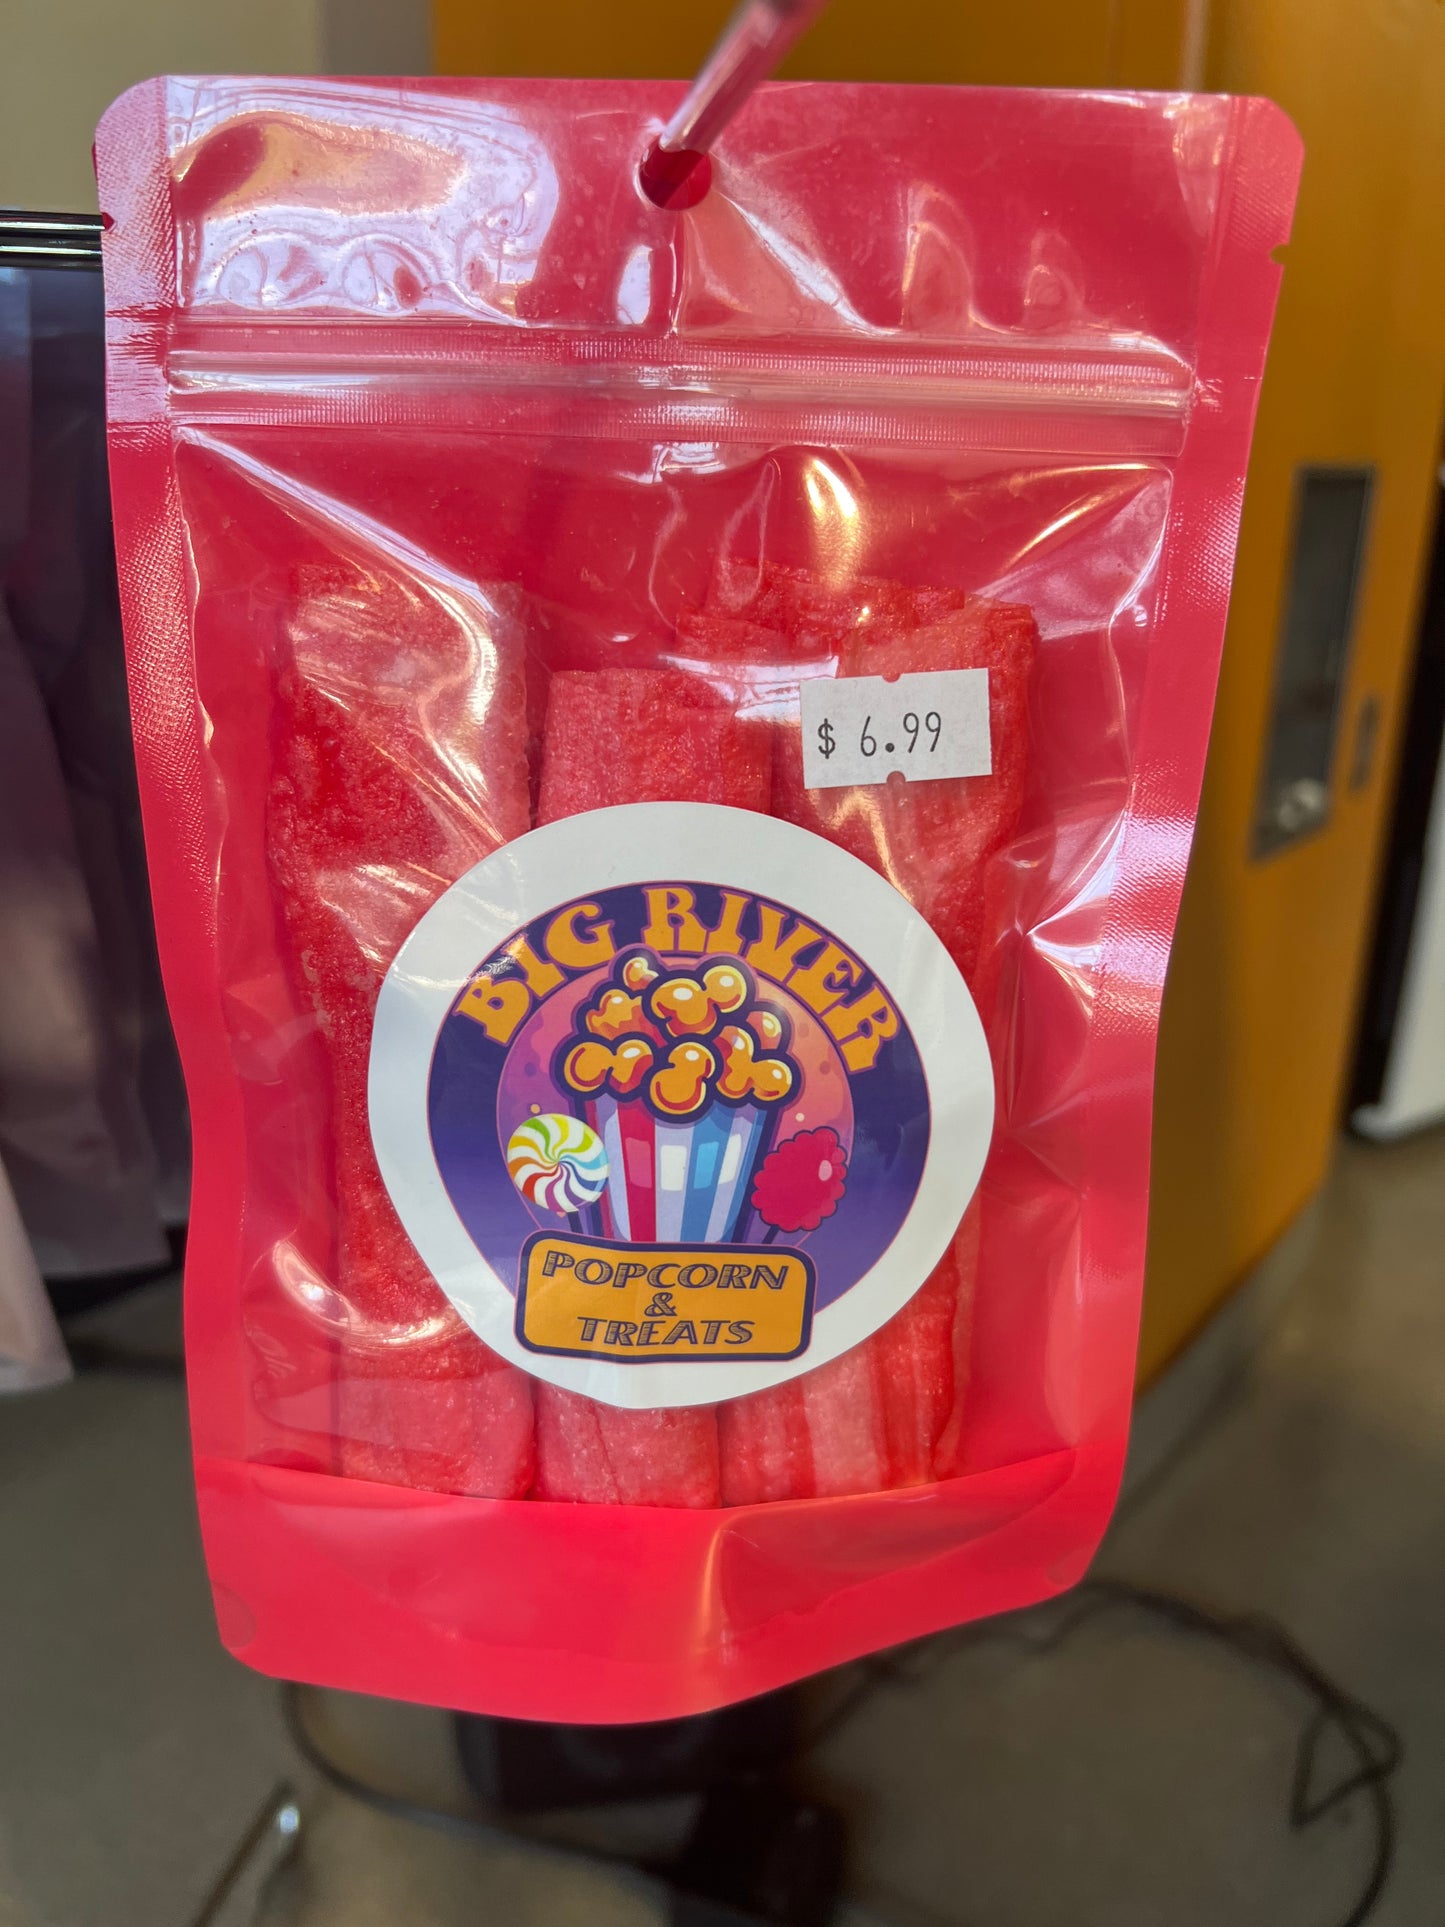 $ 6.99
BIG RIVER
POPCORN
&
TREATS